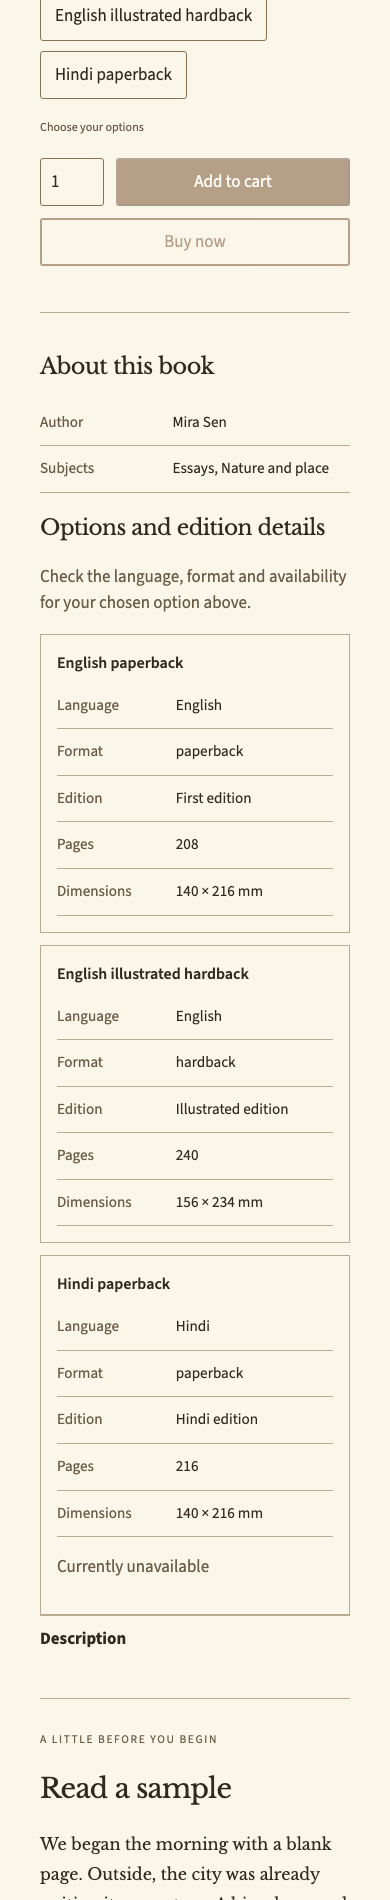 English illustrated hardback
Hindi paperback
Choose your options
1 Add to cart
Buy now
About this book
Author Mira Sen
Subjects Essays, Nature and place
Options and edition details
Check the language, format and availability
for your chosen option above.
English paperback
Language English
Format paperback
Edition First edition
Pages 208
Dimensions 140 × 216 mm
English illustrated hardback
Language English
Format hardback
Edition Illustrated edition
Pages 240
Dimensions 156 × 234 mm
Hindi paperback
Language Hindi
Format paperback
Edition Hindi edition
Pages 216
Dimensions 140 × 216 mm
Currently unavailable
Description
A LITTLE BEFORE YOU BEGIN
Read a sample
We began the morning with a blank
page. Outside, the city was already